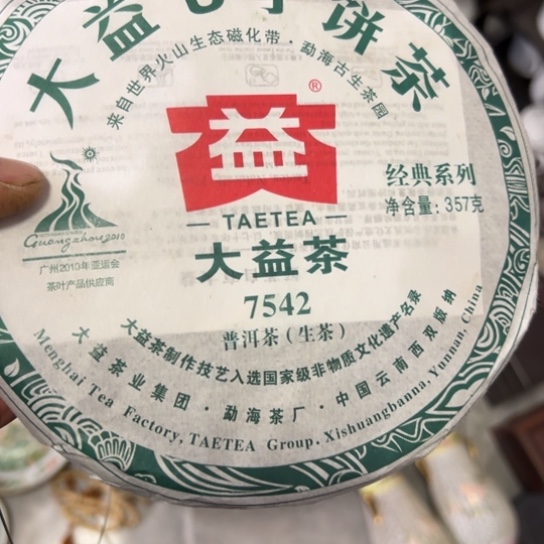 大益七子饼茶
来自世界火山生态磁化带·勐海古生茶园
益
®
— TAETEA —
大益茶
7542
普洱茶（生茶）
经典系列
净含量：357克
Guangzhou2010
广州2010年亚运会
茶叶产品供应商
大益茶制作技艺入选国家级非物质文化遗产名录
大益茶业集团·勐海茶厂·中国云南西双版纳
Menghai Tea Factory, TAETEA Group. Xishuangbanna, Yunnan, China